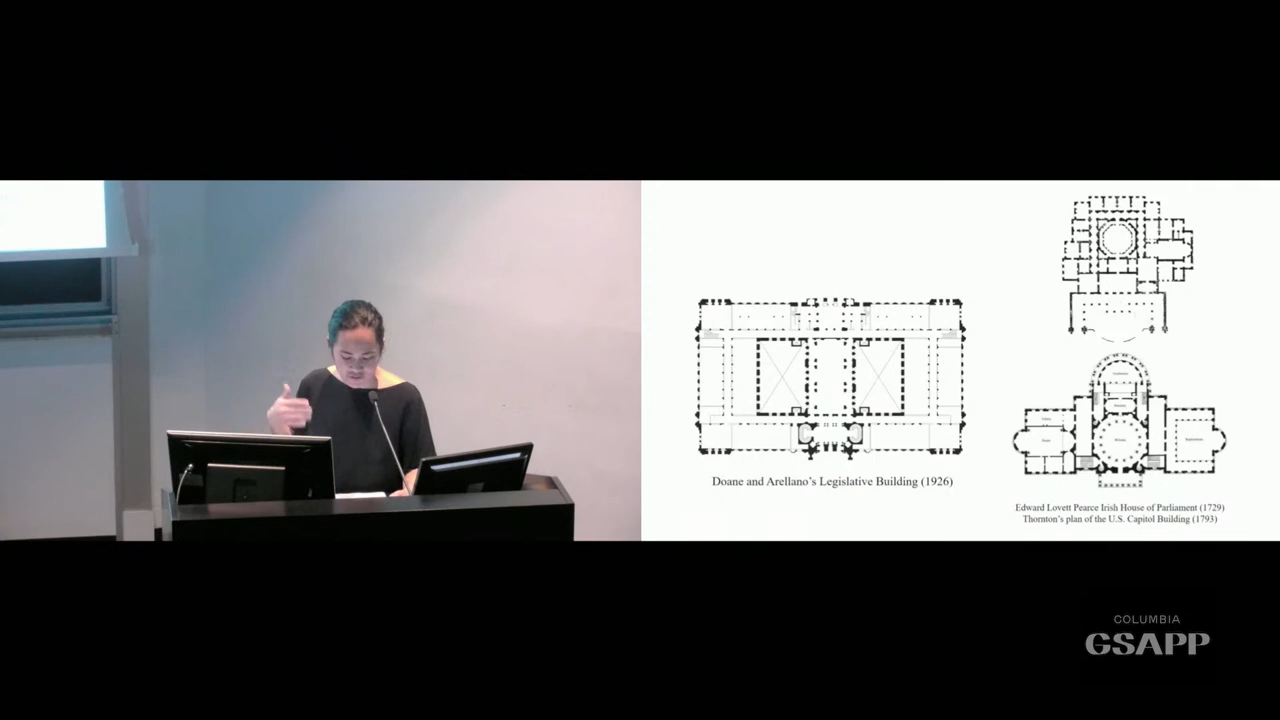 Doane and Arellano's Legislative Building (1926)
Edward Lovett Pearce Irish House of Parliament (1729)
Thornton's plan of the U.S. Capitol Building (1793)
COLUMBIA
GSAPP